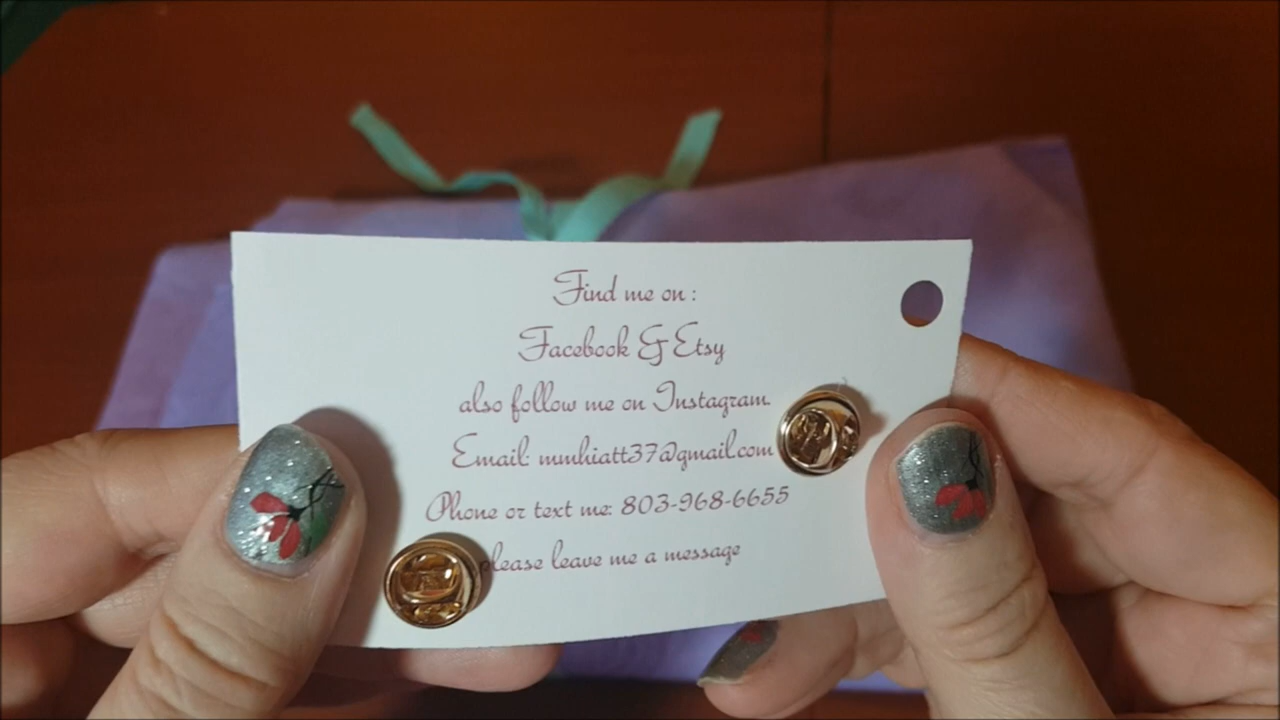 Find me on :
Facebook & Etsy
also follow me on Instagram.
Email: mmhiatt37@gmail.com
Phone or text me: 803-968-6655
please leave me a message